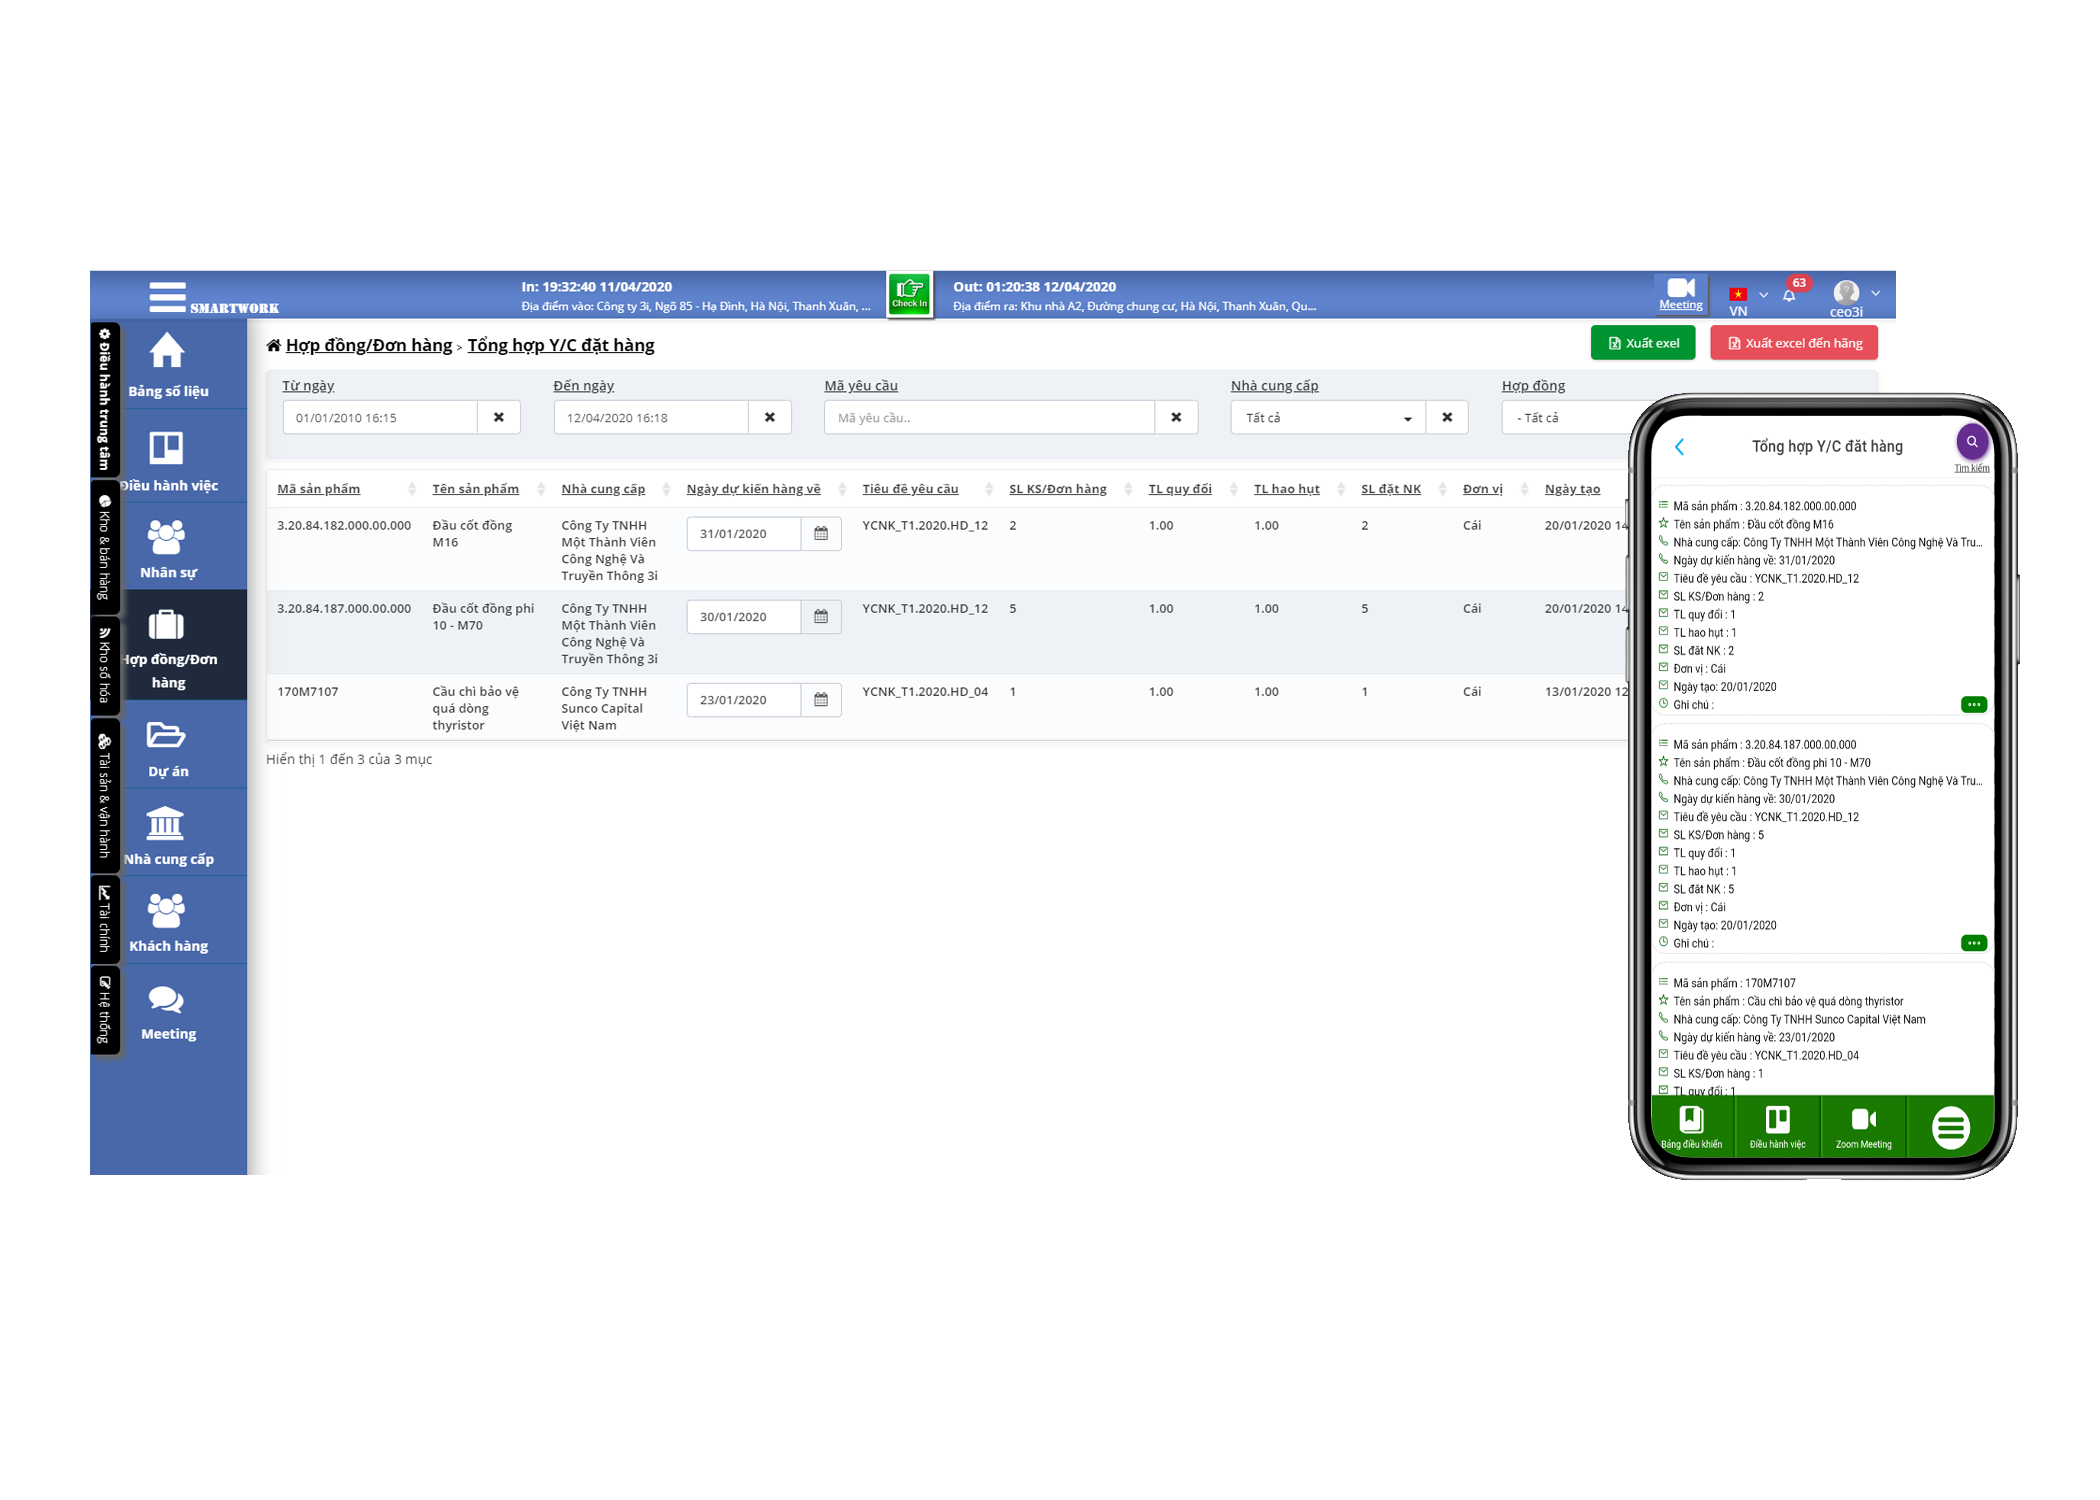 SMARTWORK
In: 19:32:40 11/04/2020
Địa điểm vào: Công ty 3i, Ngõ 85 - Hạ Đình, Hà Nội, Thanh Xuân, ...
Check in
Out: 01:20:38 12/04/2020
Địa điểm ra: Khu nhà A2, Đường chung cư, Hà Nội, Thanh Xuân, Qu...
Meeting
VN
63
ceo3i
Điều hành trung tâm
Kho & bán hàng
Kho số hóa
Tài sản & vận hành
Tài chính
Hệ thống
Bảng số liệu
Điều hành việc
Nhân sự
Hợp đồng/Đơn
hàng
Dự án
Nhà cung cấp
Khách hàng
Meeting
Hợp đồng/Đơn hàng > Tổng hợp Y/C đặt hàng
Xuất exel
Xuất excel đến hãng
Từ ngày Đến ngày Mã yêu cầu Nhà cung cấp Hợp đồng
01/01/2010 16:15 12/04/2020 16:18 Mã yêu cầu.. Tất cả - Tất cả
Mã sản phẩm Tên sản phẩm Nhà cung cấp Ngày dự kiến hàng về Tiêu đề yêu cầu SL KS/Đơn hàng TL quy đổi TL hao hụt SL đặt NK Đơn vị Ngày tạo
3.20.84.182.000.00.000 Đầu cốt đồng Công Ty TNHH 31/01/2020 YCNK_T1.2020.HD_12 2 1.00 1.00 2 Cái 20/01/2020 14
M16 Một Thành Viên
Công Nghệ Và
Truyền Thông 3i
3.20.84.187.000.00.000 Đầu cốt đồng phi Công Ty TNHH 30/01/2020 YCNK_T1.2020.HD_12 5 1.00 1.00 5 Cái 20/01/2020 14
10 - M70 Một Thành Viên
Công Nghệ Và
Truyền Thông 3i
170M7107 Cầu chì bảo vệ Công Ty TNHH 23/01/2020 YCNK_T1.2020.HD_04 1 1.00 1.00 1 Cái 13/01/2020 12
quá dòng Sunco Capital
thyristor Việt Nam
Hiển thị 1 đến 3 của 3 mục
Tổng hợp Y/C đăt hàng
Tìm kiếm
Mã sản phẩm : 3.20.84.182.000.00.000
Tên sản phẩm : Đầu cốt đồng M16
Nhà cung cấp: Công Ty TNHH Một Thành Viên Công Nghệ Và Tru...
Ngày dự kiến hàng về: 31/01/2020
Tiêu đề yêu cầu : YCNK_T1.2020.HD_12
SL KS/Đơn hàng : 2
TL quy đổi : 1
TL hao hụt : 1
SL đăt NK : 2
Đơn vị : Cái
Ngày tạo: 20/01/2020
Ghi chú :
Mã sản phẩm : 3.20.84.187.000.00.000
Tên sản phẩm : Đầu cốt đồng phi 10 - M70
Nhà cung cấp: Công Ty TNHH Một Thành Viên Công Nghệ Và Tru...
Ngày dự kiến hàng về: 30/01/2020
Tiêu đề yêu cầu : YCNK_T1.2020.HD_12
SL KS/Đơn hàng : 5
TL quy đổi : 1
TL hao hụt : 1
SL đăt NK : 5
Đơn vị : Cái
Ngày tạo: 20/01/2020
Ghi chú :
Mã sản phẩm : 170M7107
Tên sản phẩm : Cầu chì bảo vệ quá dòng thyristor
Nhà cung cấp: Công Ty TNHH Sunco Capital Việt Nam
Ngày dự kiến hàng về: 23/01/2020
Tiêu đề yêu cầu : YCNK_T1.2020.HD_04
SL KS/Đơn hàng : 1
TL quy đổi : 1
Bảng điều khiển
Điều hành việc
Zoom Meeting